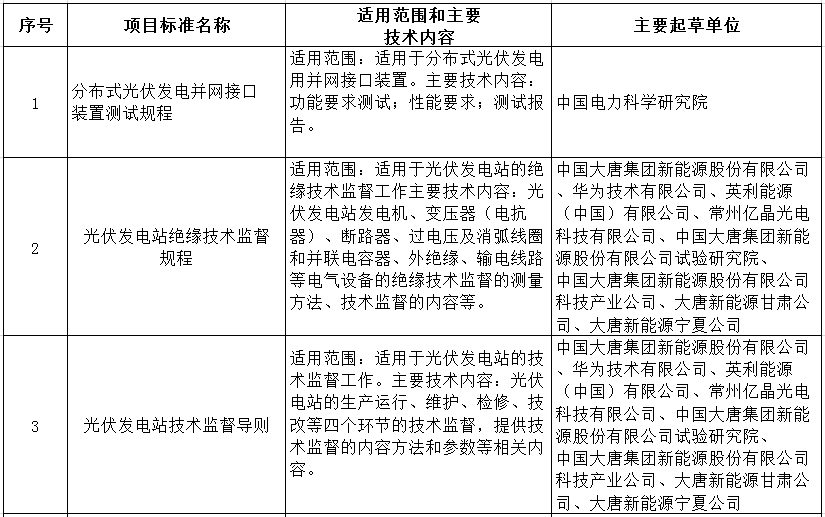 序号
项目标准名称
适用范围和主要
技术内容
主要起草单位
1
分布式光伏发电并网接口
装置测试规程
适用范围：适用于分布式光伏发电
用并网接口装置。主要技术内容：
功能要求测试；性能要求；测试报
告。
中国电力科学研究院
2
光伏发电站绝缘技术监督
规程
适用范围：适用于光伏发电站的绝
缘技术监督工作主要技术内容：光
伏发电站发电机、变压器（电抗
器）、断路器、过电压及消弧线圈
和并联电容器、外绝缘、输电线路
等电气设备的绝缘技术监督的测量
方法、技术监督的内容等。
中国大唐集团新能源股份有限公司
、华为技术有限公司、英利能源
（中国）有限公司、常州亿晶光电
科技有限公司、中国大唐集团新能
源股份有限公司试验研究院、
中国大唐集团新能源股份有限公司
科技产业公司、大唐新能源甘肃公
司、大唐新能源宁夏公司
3
光伏发电站技术监督导则
适用范围：适用于光伏发电站的技
术监督工作。主要技术内容：光伏
电站的生产运行、维护、检修、技
改等四个环节的技术监督，提供技
术监督的内容方法和参数等相关内
容。
中国大唐集团新能源股份有限公司
、华为技术有限公司、英利能源
（中国）有限公司、常州亿晶光电
科技有限公司、中国大唐集团新能
源股份有限公司试验研究院、
中国大唐集团新能源股份有限公司
科技产业公司、大唐新能源甘肃公
司、大唐新能源宁夏公司